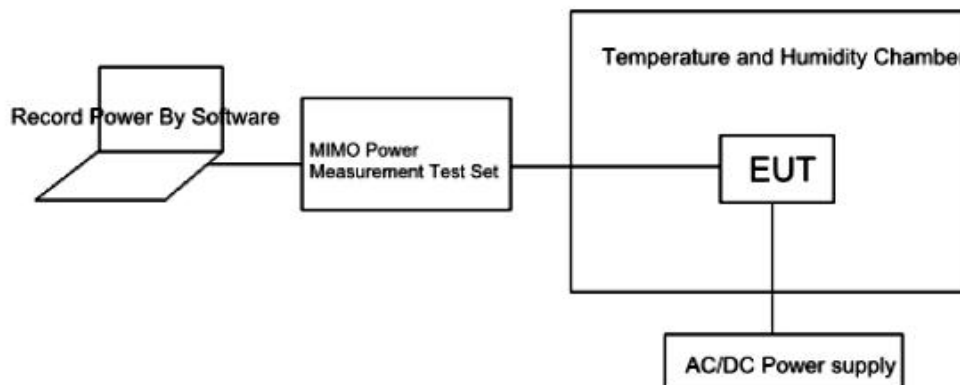 Temperature and Humidity Chamber
Record Power By Software
MIMO Power
Measurement Test Set
EUT
AC/DC Power supply